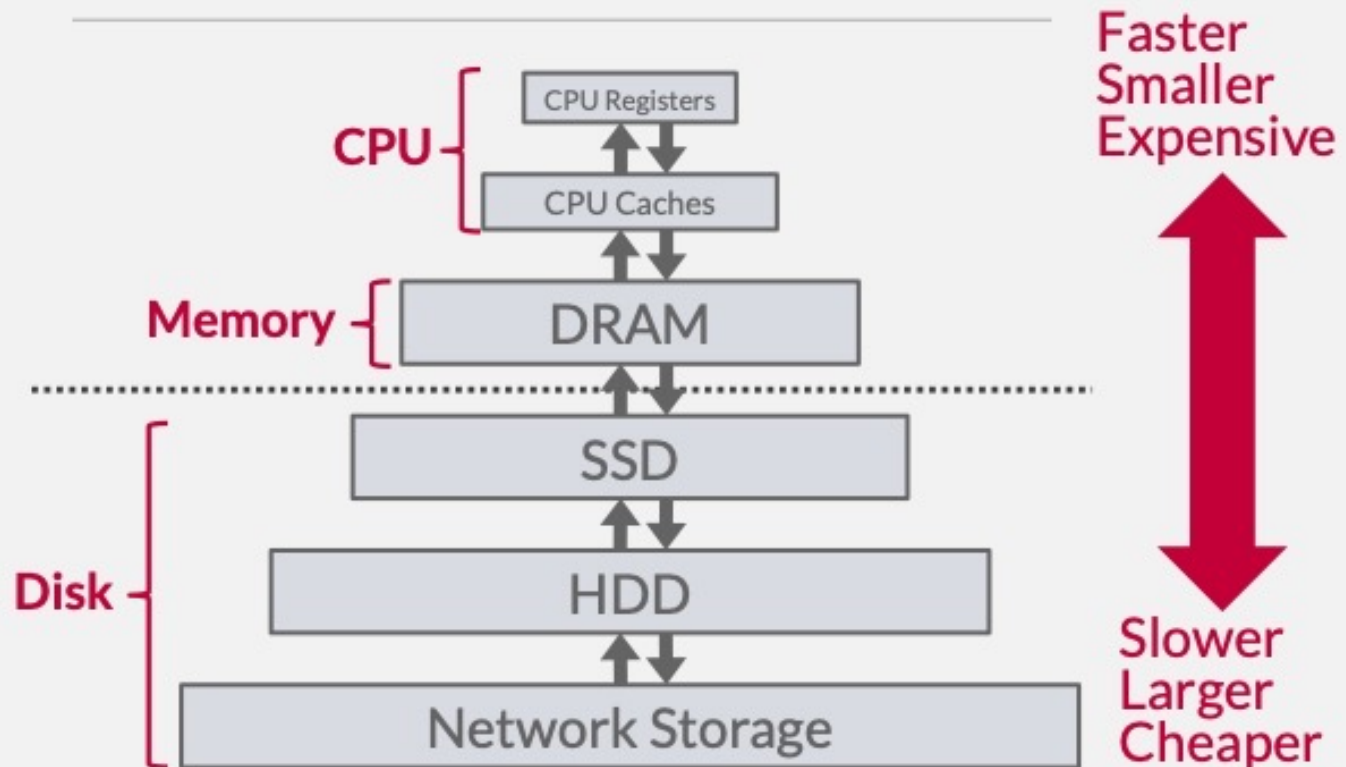 Faster
Smaller
Expensive
CPU Registers
CPU
CPU Caches
Memory
DRAM
SSD
Disk
HDD
Slower
Larger
Cheaper
Network Storage